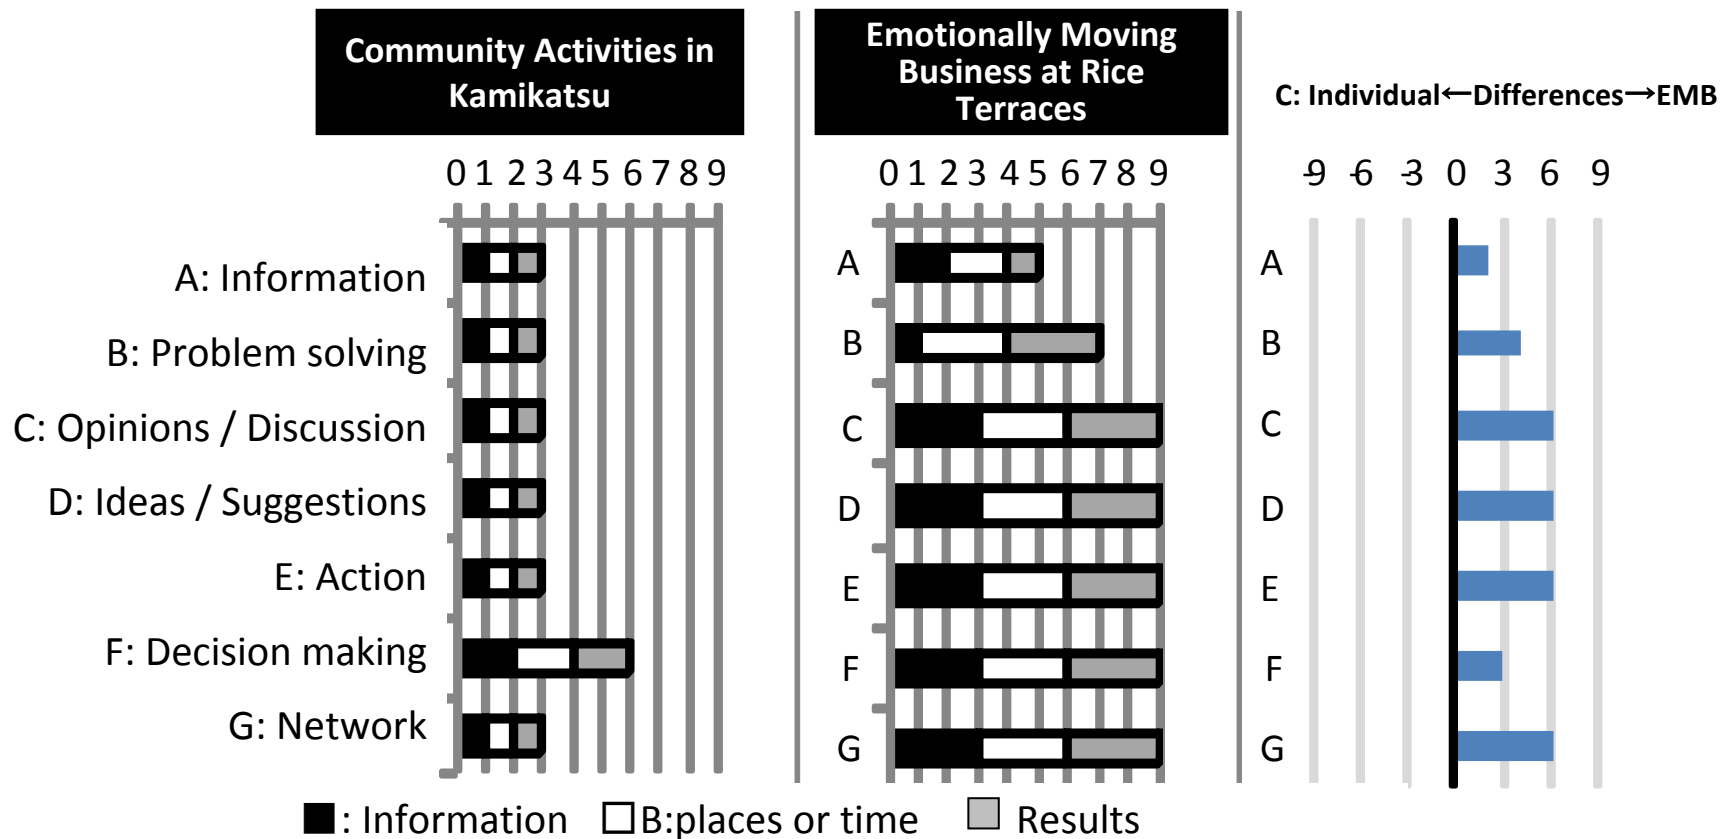 Community Activities in
Kamikatsu
Emotionally Moving
Business at Rice
Terraces
C: Individual←Differences→EMB
0 1 2 3 4 5 6 7 8 9
0 1 2 3 4 5 6 7 8 9
-9 -6 -3 0 3 6 9
A: Information
B: Problem solving
C: Opinions / Discussion
D: Ideas / Suggestions
E: Action
F: Decision making
G: Network
A
B
C
D
E
F
G
A
B
C
D
E
F
G
: Information B:places or time Results